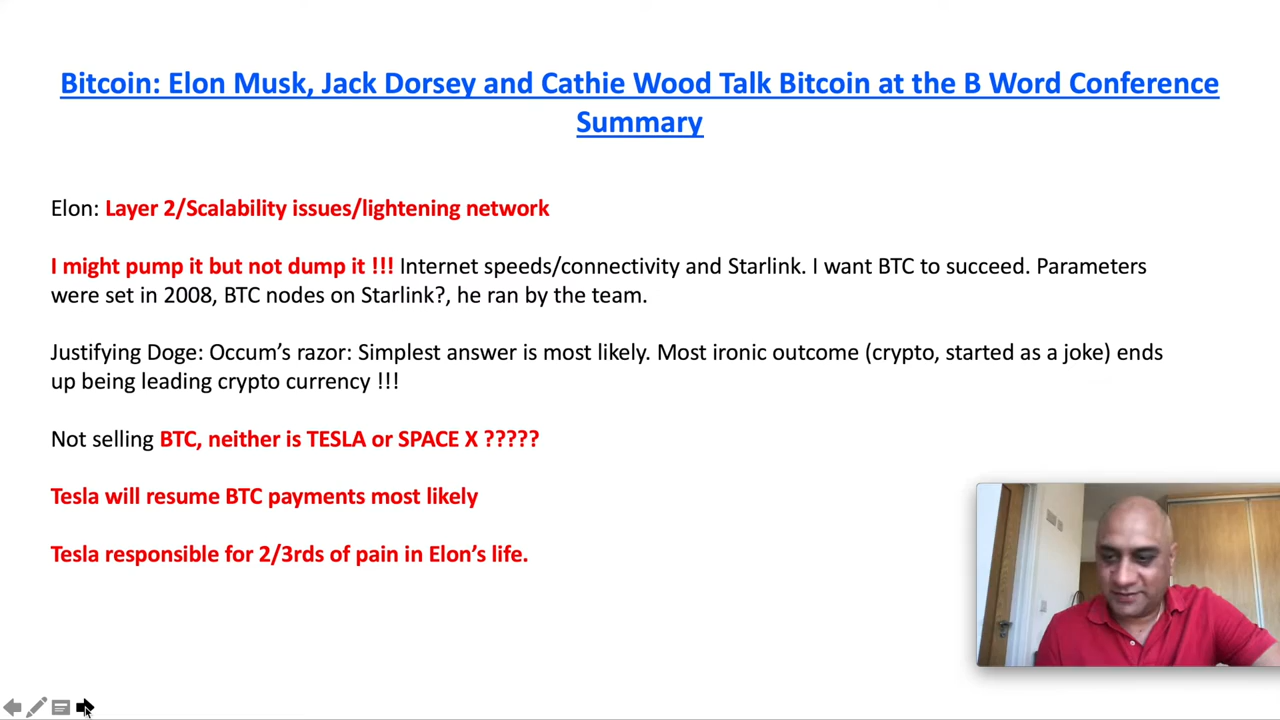 Bitcoin: Elon Musk, Jack Dorsey and Cathie Wood Talk Bitcoin at the B Word Conference
Summary
Elon: Layer 2/Scalability issues/lightening network
I might pump it but not dump it !!! Internet speeds/connectivity and Starlink. I want BTC to succeed. Parameters
were set in 2008, BTC nodes on Starlink?, he ran by the team.
Justifying Doge: Occum’s razor: Simplest answer is most likely. Most ironic outcome (crypto, started as a joke) ends
up being leading crypto currency !!!
Not selling BTC, neither is TESLA or SPACE X ?????
Tesla will resume BTC payments most likely
Tesla responsible for 2/3rds of pain in Elon’s life.